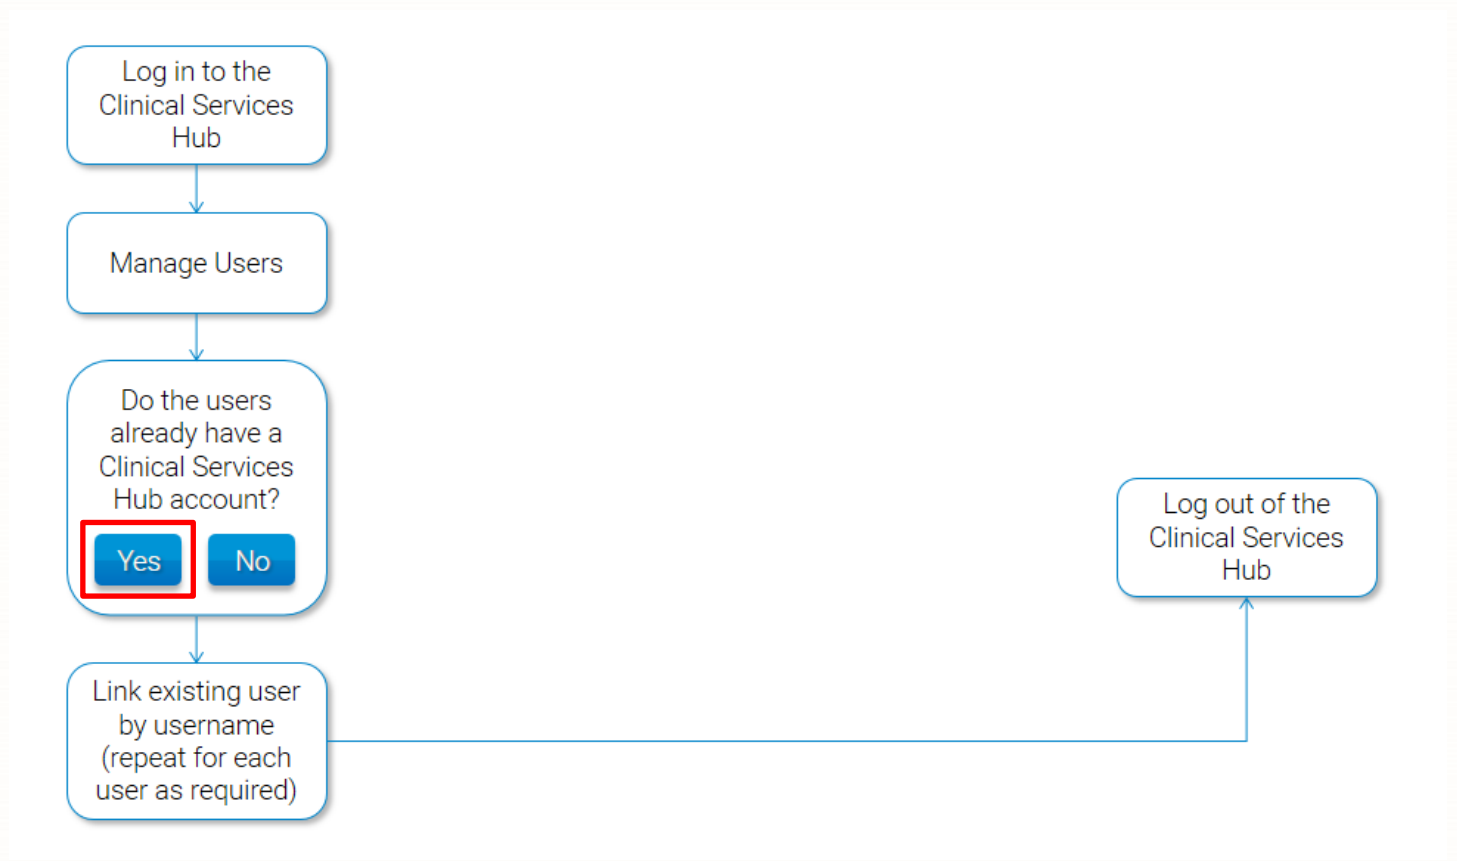 Log in to the
Clinical Services
Hub
Manage Users
Do the users
already have a
Clinical Services
Hub account?
Yes
No
Link existing user
by username
(repeat for each
user as required)
Log out of the
Clinical Services
Hub